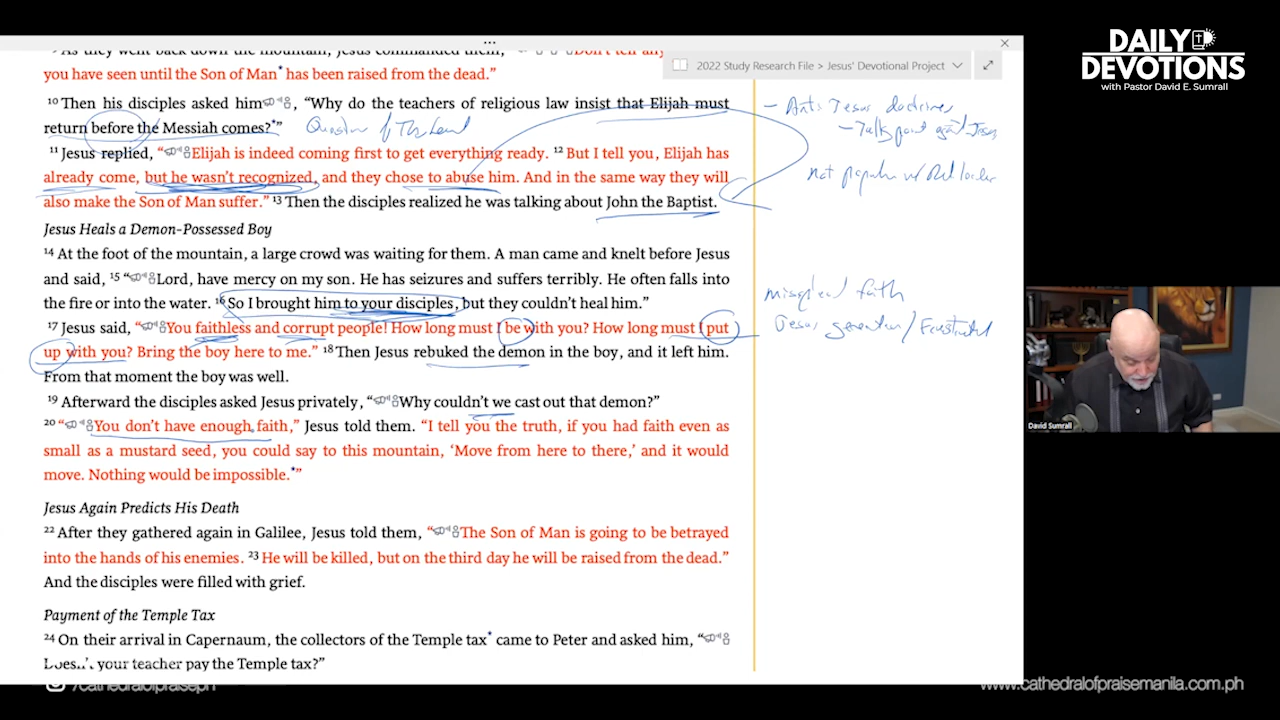 DAILY
DEVOTIONS
with Pastor David E. Sumrall
2022 Study Research File > Jesus' Devotional Project
⁹ As they went back down the mountain, Jesus commanded them, “Don't tell
you have seen until the Son of Man* has been raised from the dead.”
¹⁰ Then his disciples asked him, “Why do the teachers of religious law insist that Elijah must
return before the Messiah comes?*”
¹¹ Jesus replied, “Elijah is indeed coming first to get everything ready. ¹² But I tell you, Elijah has
already come, but he wasn't recognized, and they chose to abuse him. And in the same way they will
also make the Son of Man suffer.” ¹³ Then the disciples realized he was talking about John the Baptist.
Jesus Heals a Demon-Possessed Boy
¹⁴ At the foot of the mountain, a large crowd was waiting for them. A man came and knelt before Jesus
and said, ¹⁵ “Lord, have mercy on my son. He has seizures and suffers terribly. He often falls into
the fire or into the water. ¹⁶ So I brought him to your disciples, but they couldn't heal him.”
¹⁷ Jesus said, “You faithless and corrupt people! How long must I be with you? How long must I put
up with you? Bring the boy here to me.” ¹⁸ Then Jesus rebuked the demon in the boy, and it left him.
From that moment the boy was well.
¹⁹ Afterward the disciples asked Jesus privately, “Why couldn't we cast out that demon?”
²⁰ “You don't have enough faith,” Jesus told them. “I tell you the truth, if you had faith even as
small as a mustard seed, you could say to this mountain, ‘Move from here to there,’ and it would
move. Nothing would be impossible.*”
Jesus Again Predicts His Death
²² After they gathered again in Galilee, Jesus told them, “The Son of Man is going to be betrayed
into the hands of his enemies. ²³ He will be killed, but on the third day he will be raised from the dead.”
And the disciples were filled with grief.
Payment of the Temple Tax
²⁴ On their arrival in Capernaum, the collectors of the Temple tax* came to Peter and asked him, “
your teacher pay the Temple tax?”
Anti Jesus doctrine
not popular w/
faith
Jesus / Frustrated
David Sumrall
/cathedralofpraiseph
www.cathedralofpraisemanila.com.ph